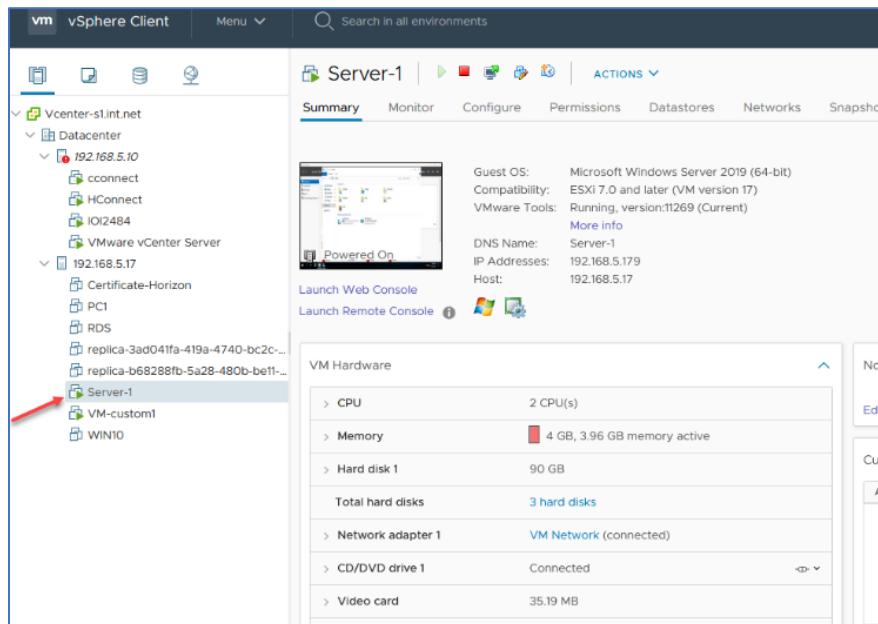 vm vSphere Client Menu Search in all environments
Server-1 ACTIONS
Summary Monitor Configure Permissions Datastores Networks Snapsho
Vcenter-s1.int.net
Datacenter
192.168.5.10
cconnect
HConnect
IOI2484
VMware vCenter Server
192.168.5.17
Certificate-Horizon
PC1
RDS
replica-3ad041fa-419a-4740-bc2c-...
replica-b68288fb-5a28-480b-be11-...
Server-1
VM-custom1
WIN10
Powered On
Launch Web Console
Launch Remote Console
Guest OS: Microsoft Windows Server 2019 (64-bit)
Compatibility: ESXi 7.0 and later (VM version 17)
VMware Tools: Running, version:11269 (Current)
More info
DNS Name: Server-1
IP Addresses: 192.168.5.179
Host: 192.168.5.17
VM Hardware
CPU 2 CPU(s)
Memory 4 GB, 3.96 GB memory active
Hard disk 1 90 GB
Total hard disks 3 hard disks
Network adapter 1 VM Network (connected)
CD/DVD drive 1 Connected
Video card 35.19 MB
No
Ed
Cu